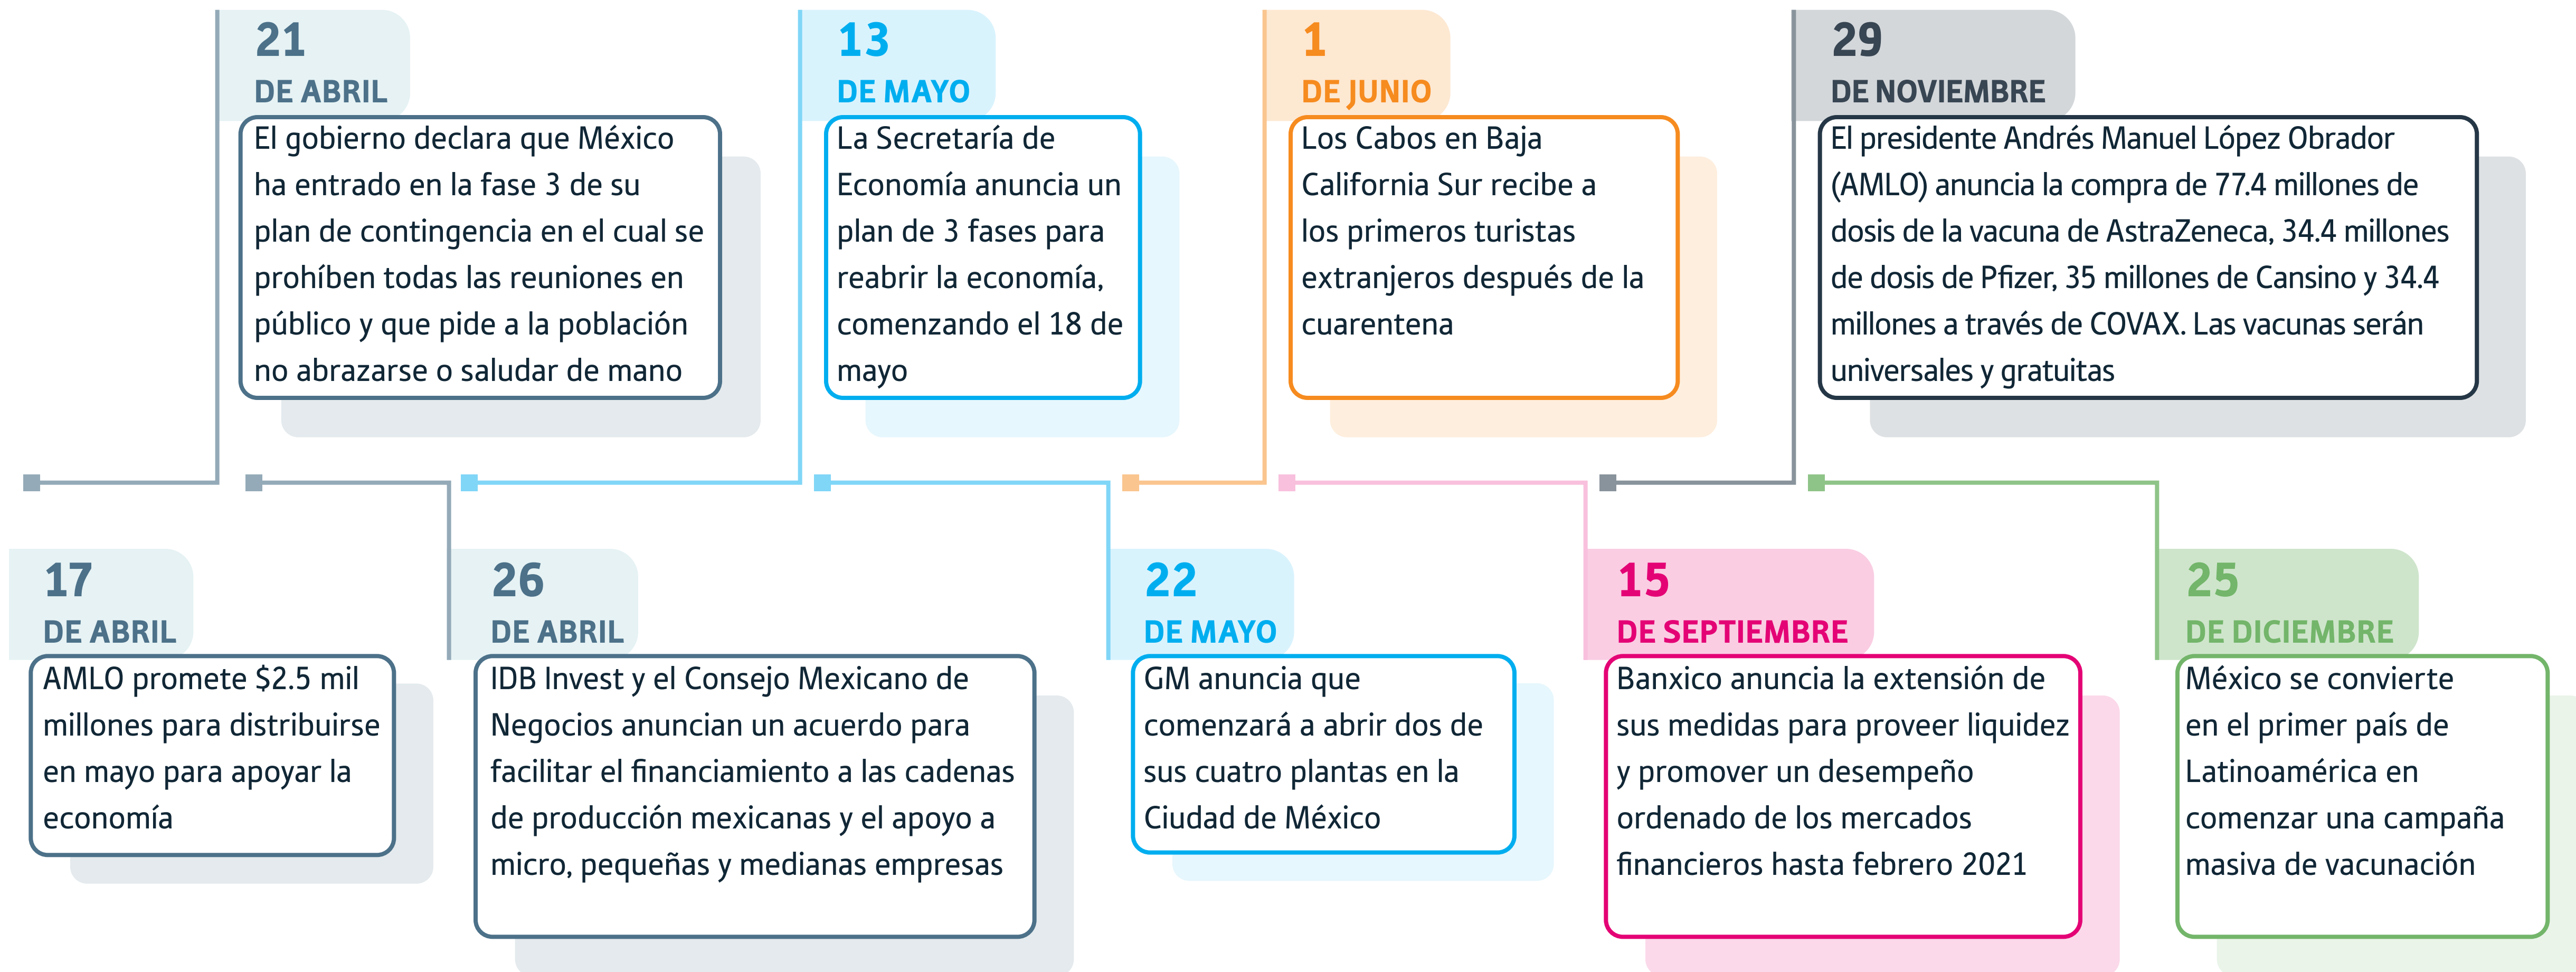 21
DE ABRIL
El gobierno declara que México
ha entrado en la fase 3 de su
plan de contingencia en el cual se
prohíben todas las reuniones en
público y que pide a la población
no abrazarse o saludar de mano
13
DE MAYO
La Secretaría de
Economía anuncia un
plan de 3 fases para
reabrir la economía,
comenzando el 18 de
mayo
1
DE JUNIO
Los Cabos en Baja
California Sur recibe a
los primeros turistas
extranjeros después de la
cuarentena
29
DE NOVIEMBRE
El presidente Andrés Manuel López Obrador
(AMLO) anuncia la compra de 77.4 millones de
dosis de la vacuna de AstraZeneca, 34.4 millones
de dosis de Pfizer, 35 millones de Cansino y 34.4
millones a través de COVAX. Las vacunas serán
universales y gratuitas
17
DE ABRIL
AMLO promete $2.5 mil
millones para distribuirse
en mayo para apoyar la
economía
26
DE ABRIL
IDB Invest y el Consejo Mexicano de
Negocios anuncian un acuerdo para
facilitar el financiamiento a las cadenas
de producción mexicanas y el apoyo a
micro, pequeñas y medianas empresas
22
DE MAYO
GM anuncia que
comenzará a abrir dos de
sus cuatro plantas en la
Ciudad de México
15
DE SEPTIEMBRE
Banxico anuncia la extensión de
sus medidas para proveer liquidez
y promover un desempeño
ordenado de los mercados
financieros hasta febrero 2021
25
DE DICIEMBRE
México se convierte
en el primer país de
Latinoamérica en
comenzar una campaña
masiva de vacunación